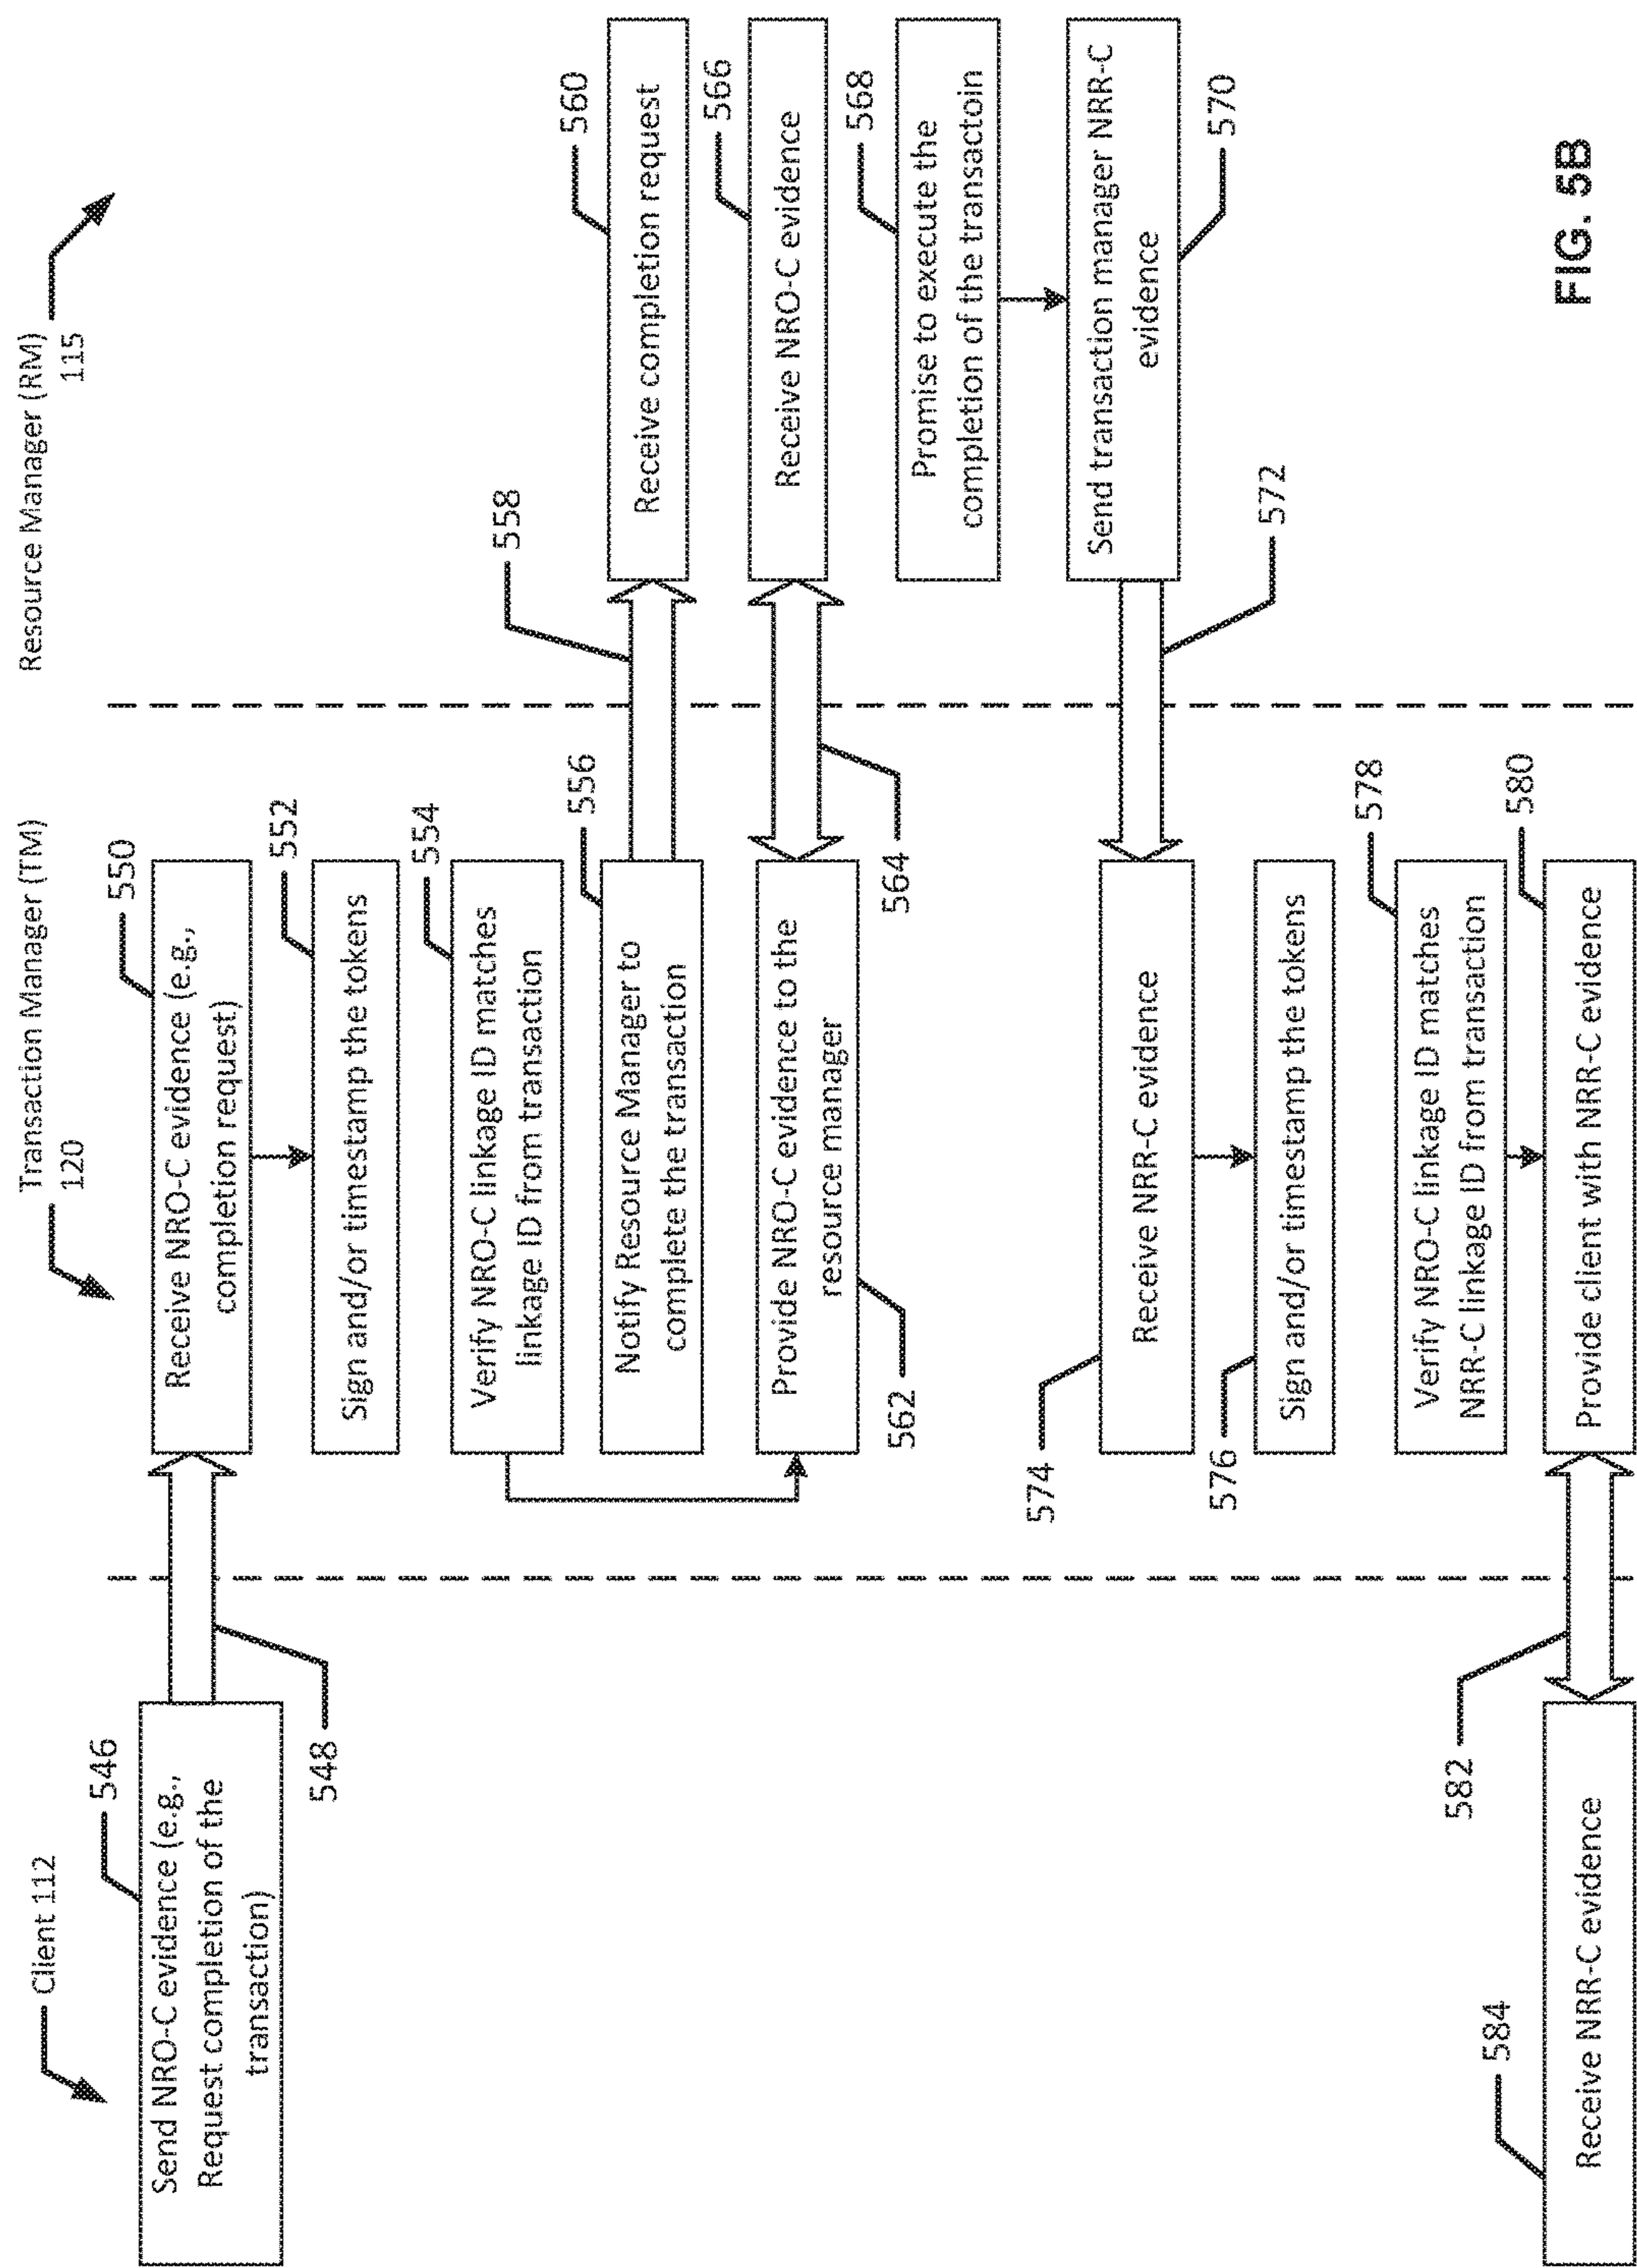 Client 112
Transaction Manager (TM)
120
Resource Manager (RM)
115
546
Send NRO-C evidence (e.g.,
Request completion of the
transaction)
548
550
Receive NRO-C evidence (e.g.,
completion request)
552
Sign and/or timestamp the tokens
554
Verify NRO-C linkage ID matches
linkage ID from transaction
556
Notify Resource Manager to
complete the transaction
558
560
Receive completion request
562
Provide NRO-C evidence to the
resource manager
564
566
Receive NRO-C evidence
568
Promise to execute the
completion of the transactoin
570
Send transaction manager NRR-C
evidence
572
574
Receive NRR-C evidence
576
Sign and/or timestamp the tokens
578
Verify NRO-C linkage ID matches
NRR-C linkage ID from transaction
580
Provide client with NRR-C evidence
582
584
Receive NRR-C evidence
FIG. 5B